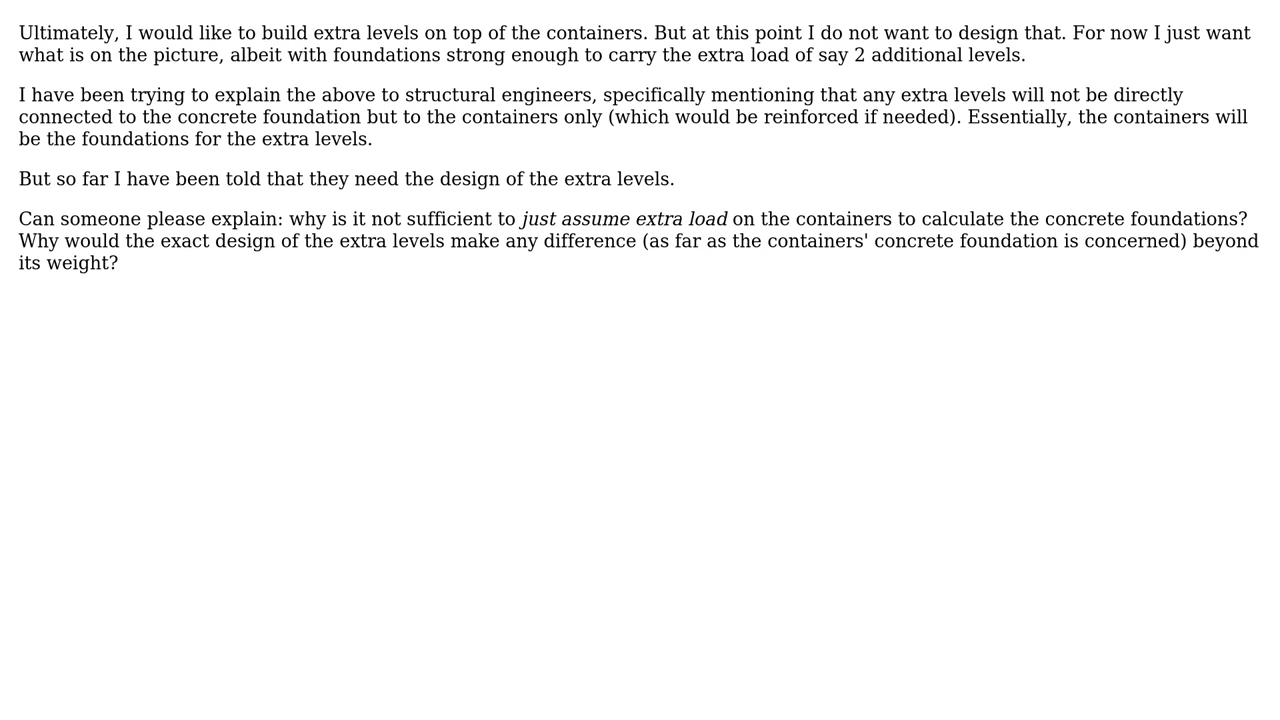 Ultimately, I would like to build extra levels on top of the containers. But at this point I do not want to design that. For now I just want
what is on the picture, albeit with foundations strong enough to carry the extra load of say 2 additional levels.
I have been trying to explain the above to structural engineers, specifically mentioning that any extra levels will not be directly
connected to the concrete foundation but to the containers only (which would be reinforced if needed). Essentially, the containers will
be the foundations for the extra levels.
But so far I have been told that they need the design of the extra levels.
Can someone please explain: why is it not sufficient to just assume extra load on the containers to calculate the concrete foundations?
Why would the exact design of the extra levels make any difference (as far as the containers' concrete foundation is concerned) beyond
its weight?